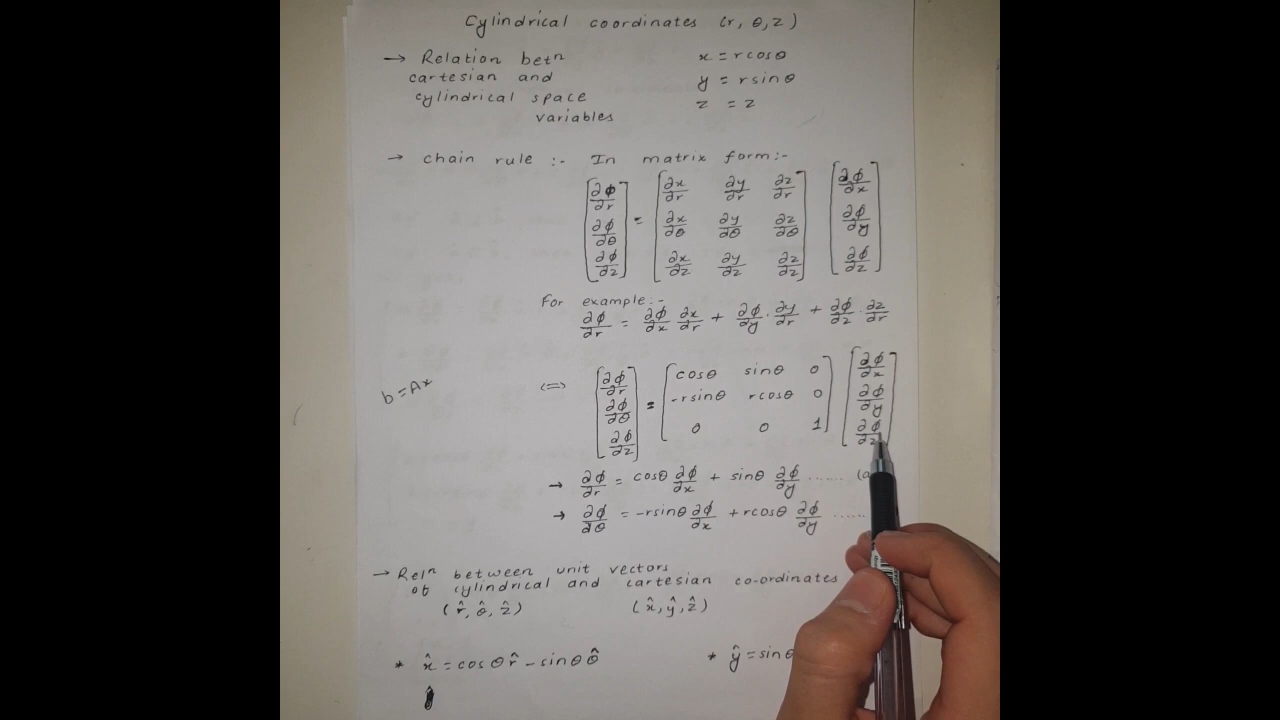 Cylindrical coordinates (r, θ, z)
→ Relation betⁿ x = rcosθ
cartesian and y = rsinθ
cylindrical space z = z
variables
→ chain rule :- In matrix form:-
[∂ϕ/∂r] = [∂x/∂r ∂y/∂r ∂z/∂r] [∂ϕ/∂x]
[∂ϕ/∂θ] [∂x/∂θ ∂y/∂θ ∂z/∂θ] [∂ϕ/∂y]
[∂ϕ/∂z] [∂x/∂z ∂y/∂z ∂z/∂z] [∂ϕ/∂z]
For example:-
∂ϕ/∂r = ∂ϕ/∂x ∂x/∂r + ∂ϕ/∂y . ∂y/∂r + ∂ϕ/∂z . ∂z/∂r
b = Ax
⟺ [∂ϕ/∂r] = [cosθ sinθ 0] [∂ϕ/∂x]
[∂ϕ/∂θ] [-rsinθ rcosθ 0] [∂ϕ/∂y]
[∂ϕ/∂z] [0 0 1] [∂ϕ/∂z]
→ ∂ϕ/∂r = cosθ ∂ϕ/∂x + sinθ ∂ϕ/∂y ...... (a
→ ∂ϕ/∂θ = -rsinθ ∂ϕ/∂x + rcosθ ∂ϕ/∂y ......
→ Relⁿ between unit vectors
of cylindrical and cartesian co-ordinates
(r̂, θ̂, ẑ) (x̂, ŷ, ẑ)
* x̂ = cosθ r̂ - sinθ θ̂ * ŷ = sinθ